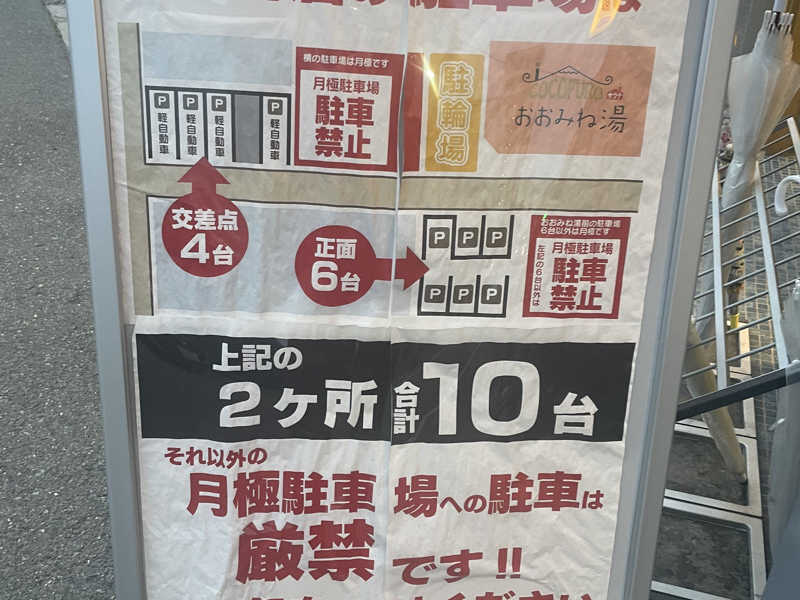 横の駐車場は月極です
月極駐車場
駐車
禁止
駐輪場
COCOFURO
おおみね湯
P 軽自動車
P 軽自動車
P 軽自動車
P 軽自動車
交差点
4台
正面
6台
P P P
P P P
おおみね湯前の駐車場
6台以外は月極です
左記の6台以外は
月極駐車場
駐車
禁止
上記の
2ヶ所 合計 10台
それ以外の
月極駐車場への駐車は
厳禁です!!